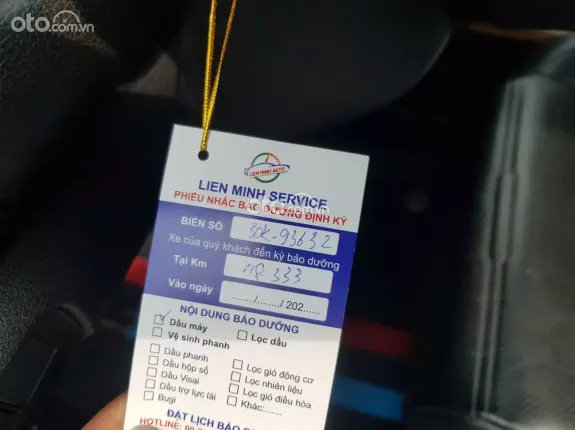 oto.com.vn
LIEN MINH AUTO
LIEN MINH SERVICE
PHIẾU NHẮC BẢO DƯỠNG ĐỊNH KỲ
BIỂN SỐ 30K-93632
Xe của quý khách đến kỳ bảo dưỡng
Tại Km 48.333
Vào ngày ....../....../ 202......
NỘI DUNG BẢO DƯỠNG
Dầu máy
Lọc dầu
Vệ sinh phanh
Dầu phanh
Lọc gió động cơ
Dầu hộp số
Lọc nhiên liệu
Dầu Visai
Lọc gió điều hòa
Dầu trợ lực lái
Khác:......
Bugi
ĐẶT LỊCH BẢO
HOTLINE:
oto.com.vn